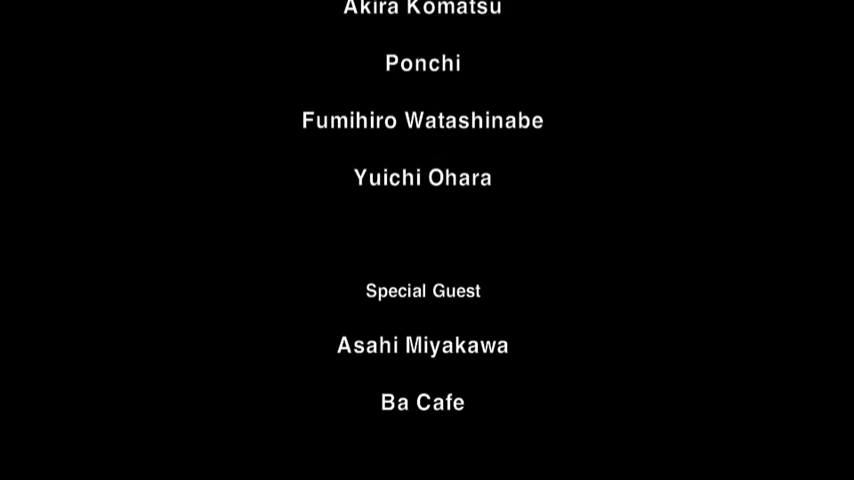 Akira Komatsu
Ponchi
Fumihiro Watashinabe
Yuichi Ohara
Special Guest
Asahi Miyakawa
Ba Cafe